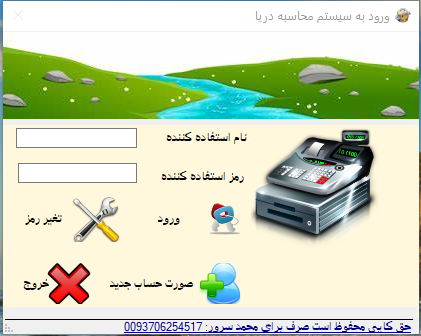 ورود به سیستم محاسبه دریا
نام استفاده کننده
رمز استفاده کننده
ورود
تغیر رمز
صورت حساب جدید
خروج
حق کاپی محفوظ است صرف برای محمد سرور: 0093706254517